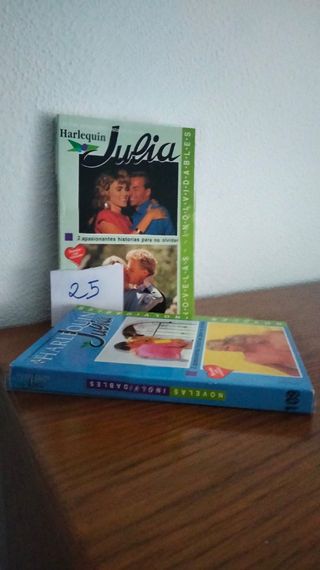 Harlequin
Julia
2 apasionantes historias para no olvidar
NOVELAS INOLVIDABLES
25
HARLEQUIN
Julia
NOVELAS INOLVIDABLES